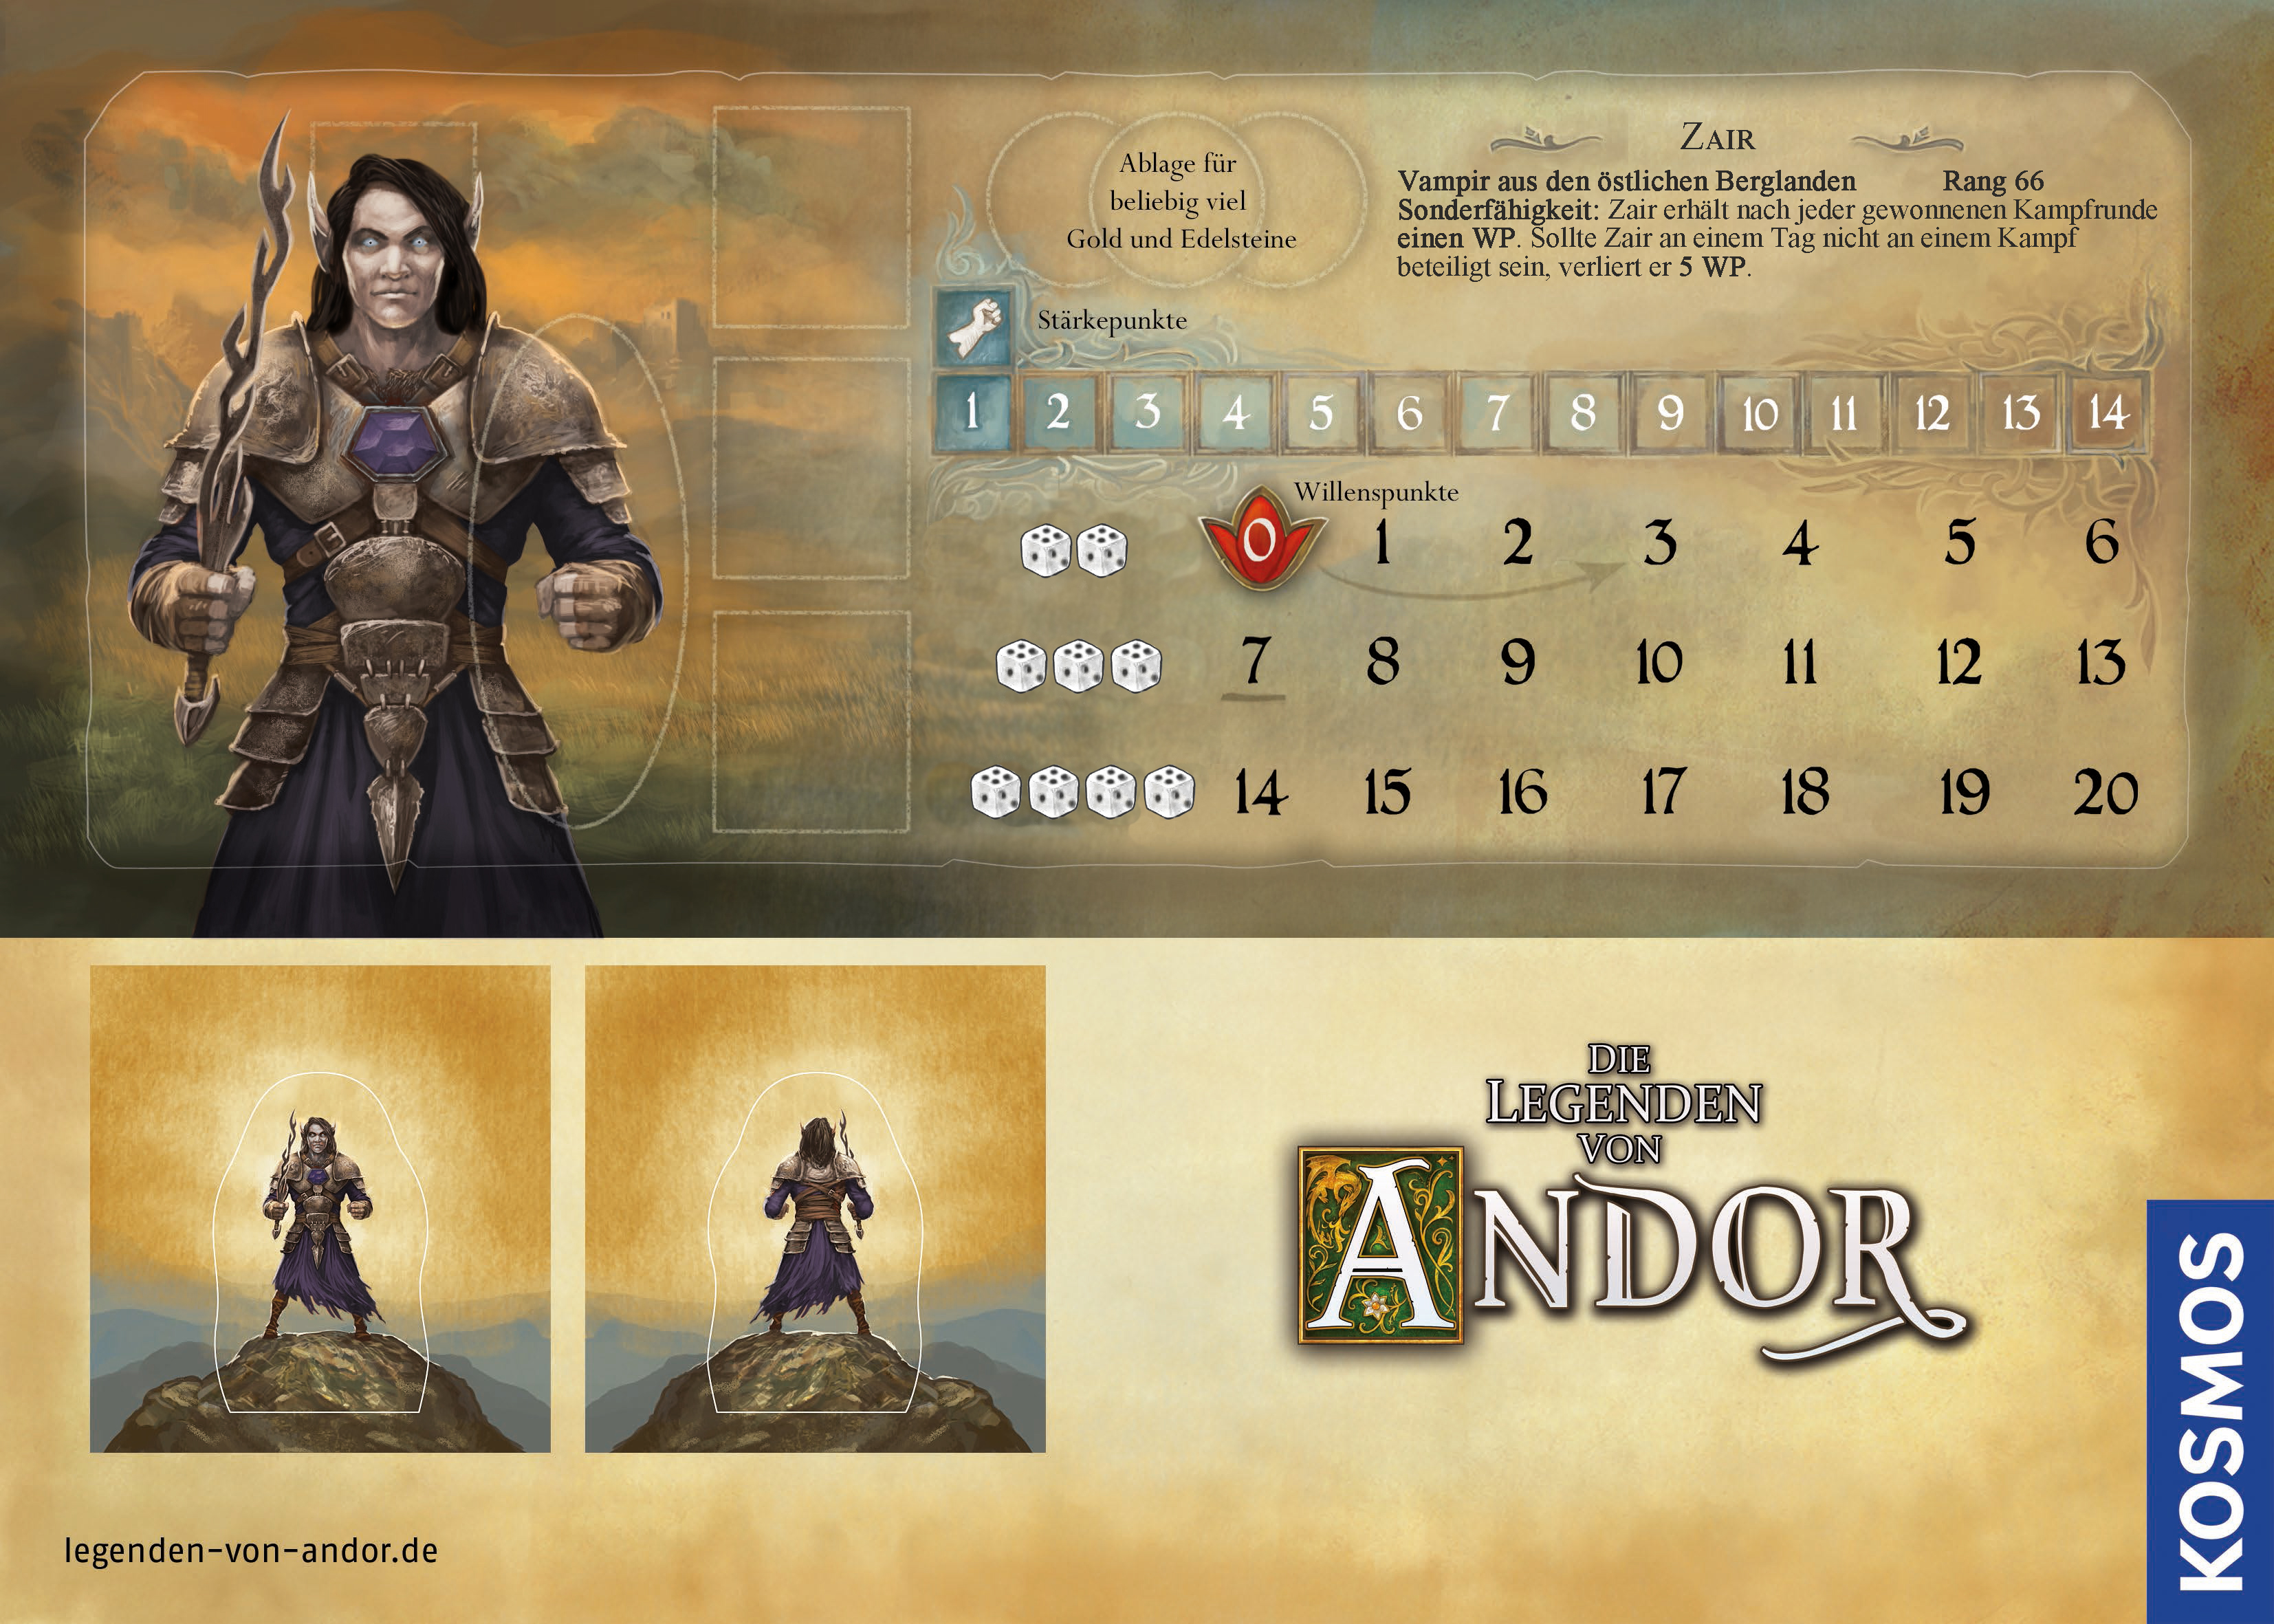 Ablage für
beliebig viel
Gold und Edelsteine
ZAIR
Vampir aus den östlichen Berglanden Rang 66
Sonderfähigkeit: Zair erhält nach jeder gewonnenen Kampfrunde
einen WP. Sollte Zair an einem Tag nicht an einem Kampf
beteiligt sein, verliert er 5 WP.
Stärkepunkte
1 2 3 4 5 6 7 8 9 10 11 12 13 14
Willenspunkte
0 1 2 3 4 5 6
7 8 9 10 11 12 13
14 15 16 17 18 19 20
DIE
LEGENDEN
VON
ANDOR
KOSMOS
legenden-von-andor.de